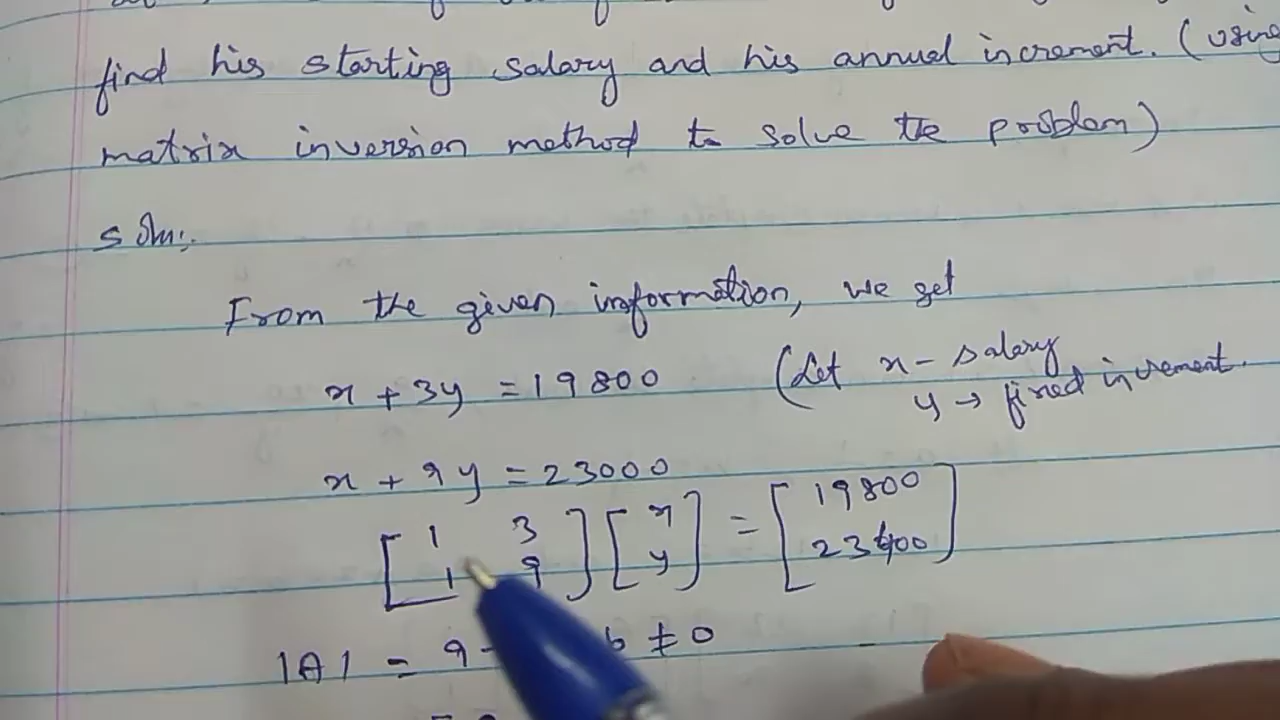 find his starting salary and his annual increment. (using
matrix inversion method to solve the problem)
Soln:.
From the given information, we get
x + 3y = 19800 (Let x - salary
y → fixed increment.
x + 9y = 23000
[ 1 3 ] [ x ] = [ 19800 ]
[ 1 9 ] [ y ] [ 23400 ]
|A| = 9 - 6 ≠ 0